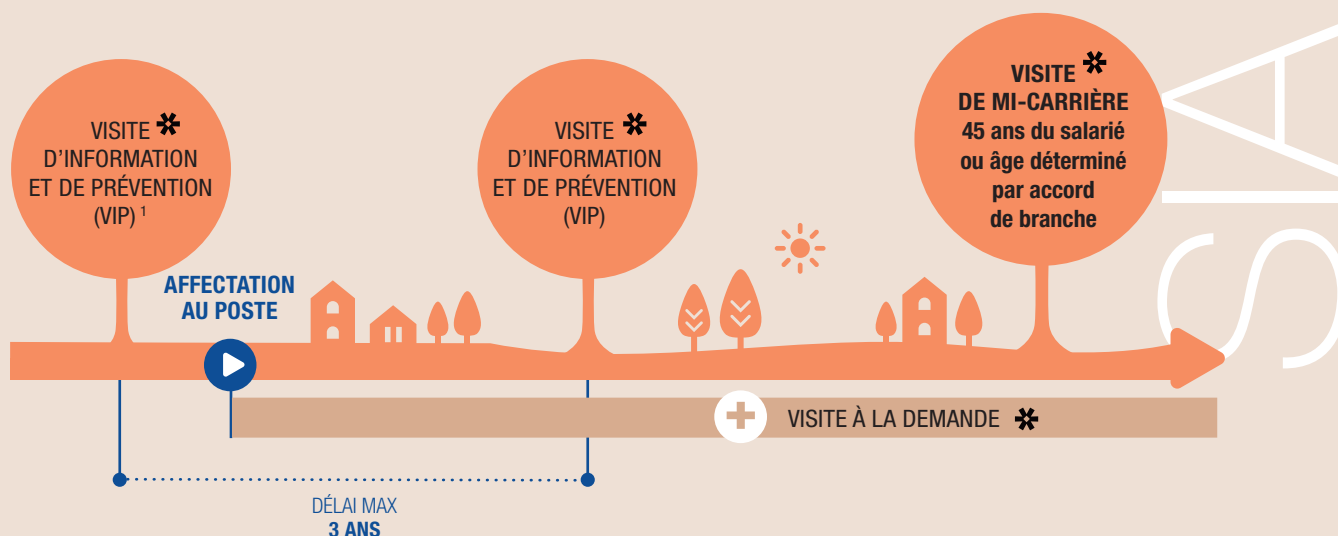 VISITE ✲
D'INFORMATION
ET DE PRÉVENTION
(VIP) 1
VISITE ✲
D'INFORMATION
ET DE PRÉVENTION
(VIP)
VISITE ✲
DE MI-CARRIÈRE
45 ans du salarié
ou âge déterminé
par accord
de branche
AFFECTATION
AU POSTE
VISITE À LA DEMANDE ✲
DÉLAI MAX
3 ANS
SIA